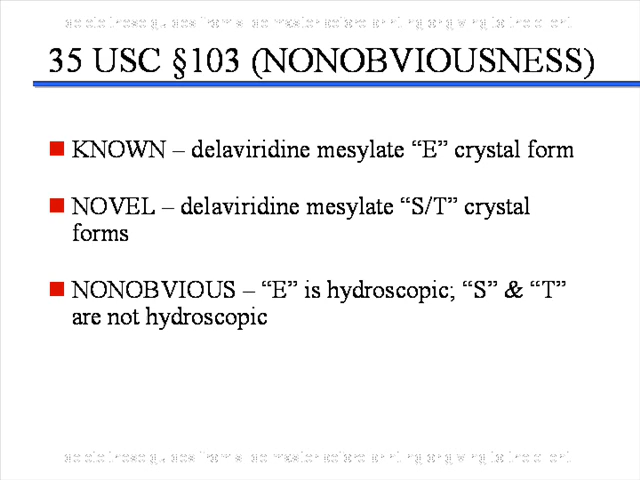 35 USC §103 (NONOBVIOUSNESS)
KNOWN – delaviridine mesylate “E” crystal form
NOVEL – delaviridine mesylate “S/T” crystal
forms
NONOBVIOUS – “E” is hydroscopic; “S” & “T”
are not hydroscopic